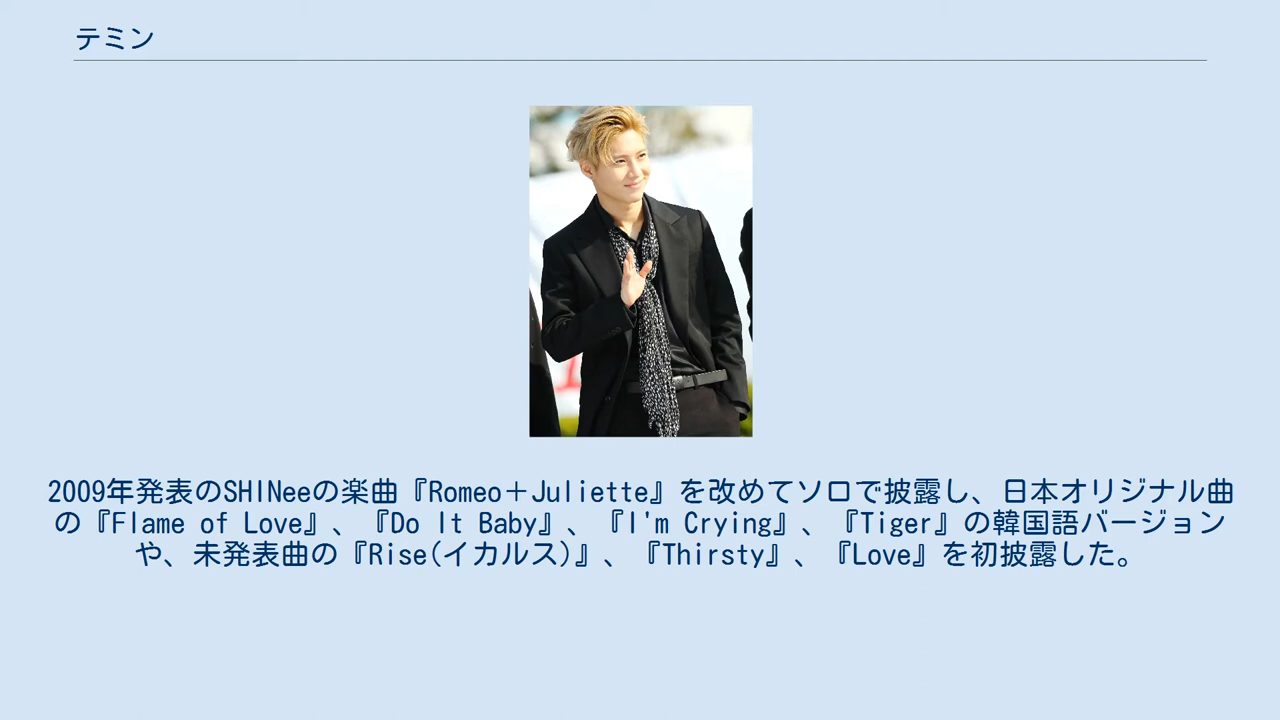 テミン
2009年発表のSHINeeの楽曲『Romeo＋Juliette』を改めてソロで披露し、日本オリジナル曲
の『Flame of Love』、『Do It Baby』、『I'm Crying』、『Tiger』の韓国語バージョン
や、未発表曲の『Rise(イカルス)』、『Thirsty』、『Love』を初披露した。